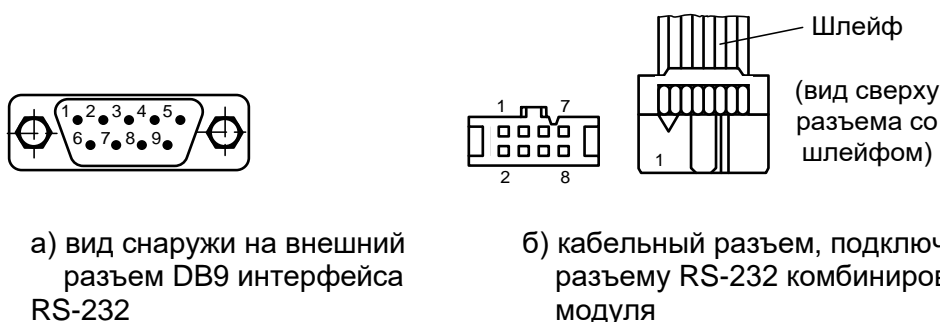 Шлейф
(вид сверху
разъема со
шлейфом)
1 2 3 4 5
6 7 8 9
1 7
2 8
1
а) вид снаружи на внешний
разъем DB9 интерфейса
RS-232
б) кабельный разъем, подключ
разъему RS-232 комбиниров
модуля